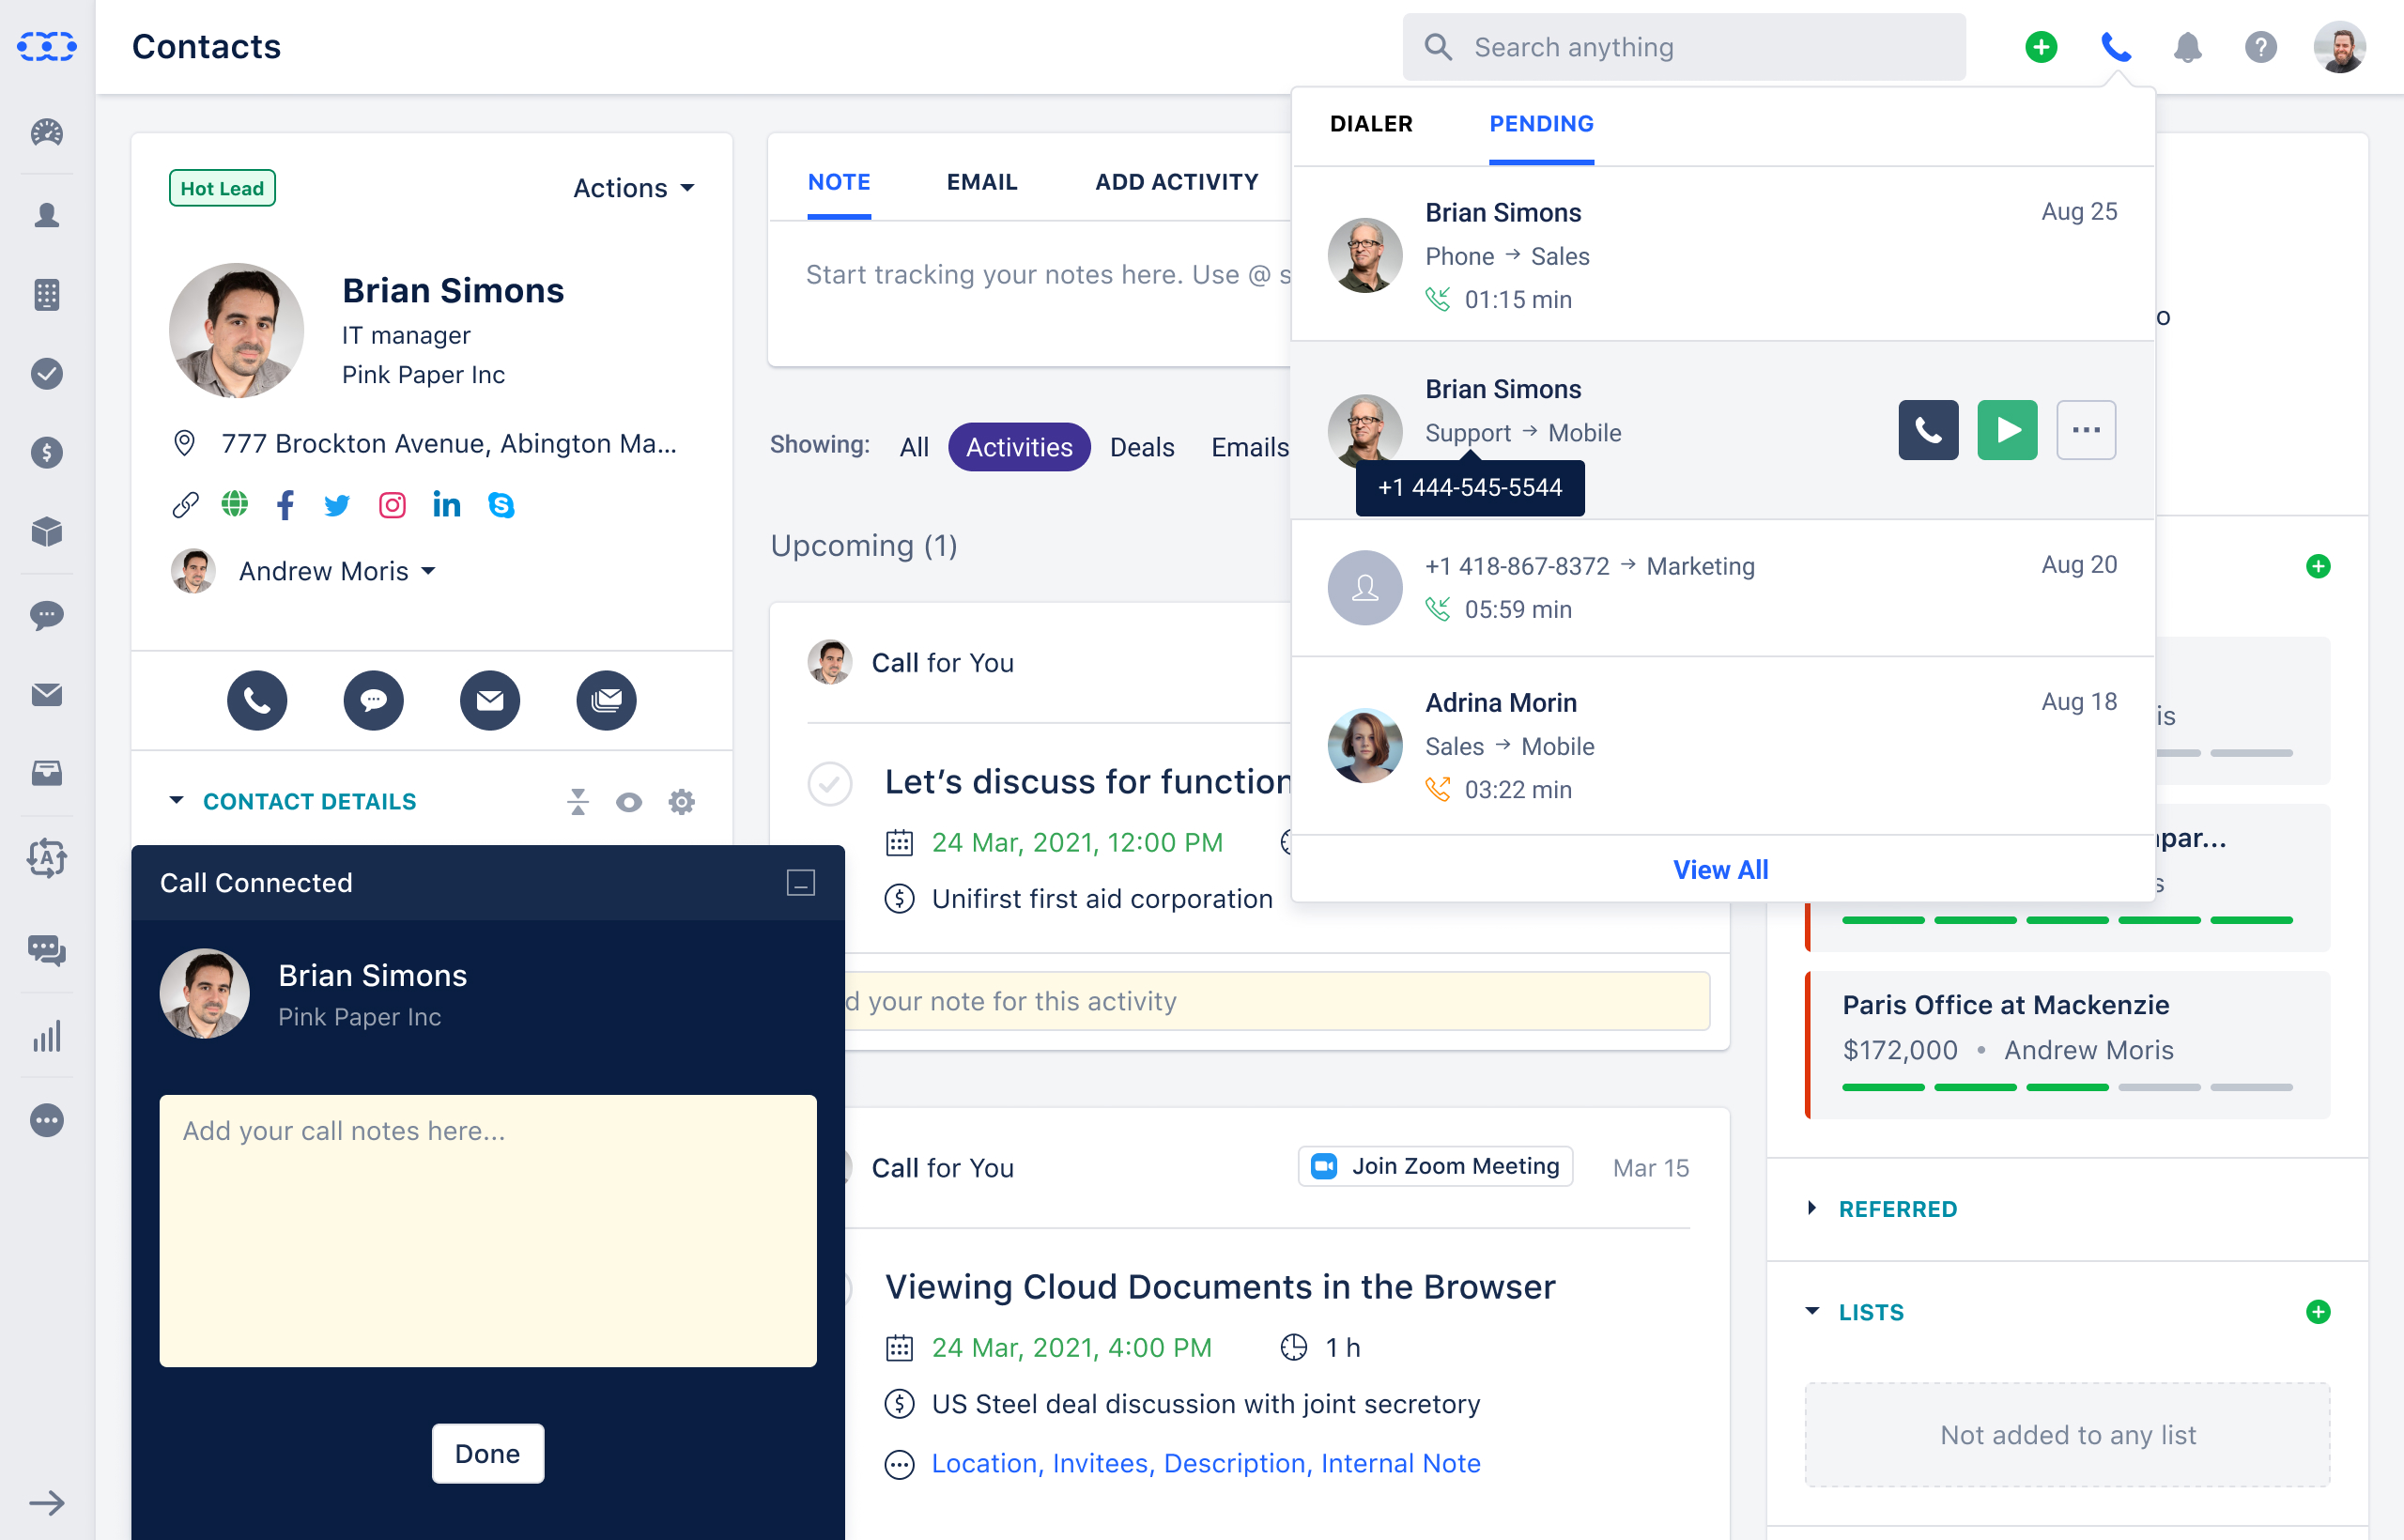 Contacts
Search anything
Hot Lead
Actions
Brian Simons
IT manager
Pink Paper Inc
777 Brockton Avenue, Abington Ma...
Andrew Moris
CONTACT DETAILS
Call Connected
Brian Simons
Pink Paper Inc
Add your call notes here...
Done
NOTE EMAIL ADD ACTIVITY
Start tracking your notes here. Use @ s
Showing: All Activities Deals Emails
Upcoming (1)
Call for You
Let’s discuss for function
24 Mar, 2021, 12:00 PM
Unifirst first aid corporation
d your note for this activity
Call for You
Join Zoom Meeting
Mar 15
Viewing Cloud Documents in the Browser
24 Mar, 2021, 4:00 PM
1 h
US Steel deal discussion with joint secretory
Location, Invitees, Description, Internal Note
DIALER PENDING
Brian Simons
Aug 25
Phone → Sales
01:15 min
Brian Simons
Support → Mobile
+1 444-545-5544
+1 418-867-8372 → Marketing
Aug 20
05:59 min
Adrina Morin
Aug 18
Sales → Mobile
03:22 min
View All
o
is
par...
s
Paris Office at Mackenzie
$172,000 • Andrew Moris
REFERRED
LISTS
Not added to any list